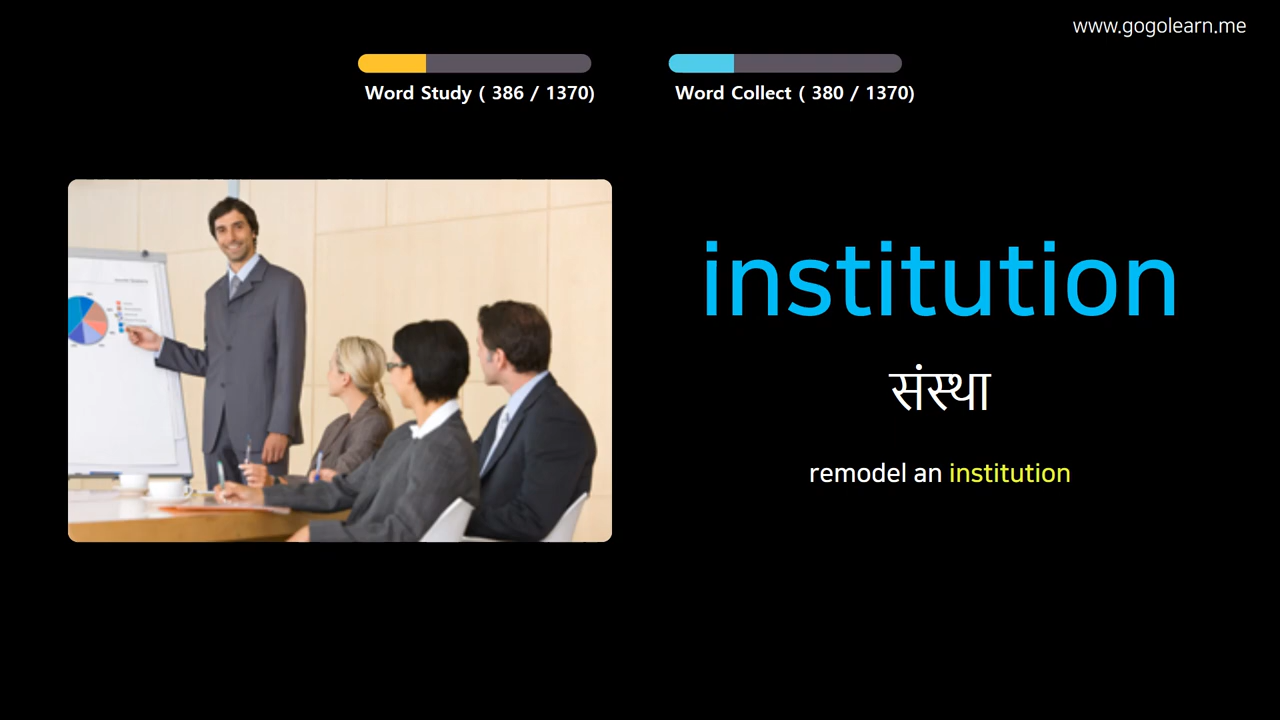 www.gogolearn.me
Word Study ( 386 / 1370)
Word Collect ( 380 / 1370)
institution
संस्था
remodel an institution